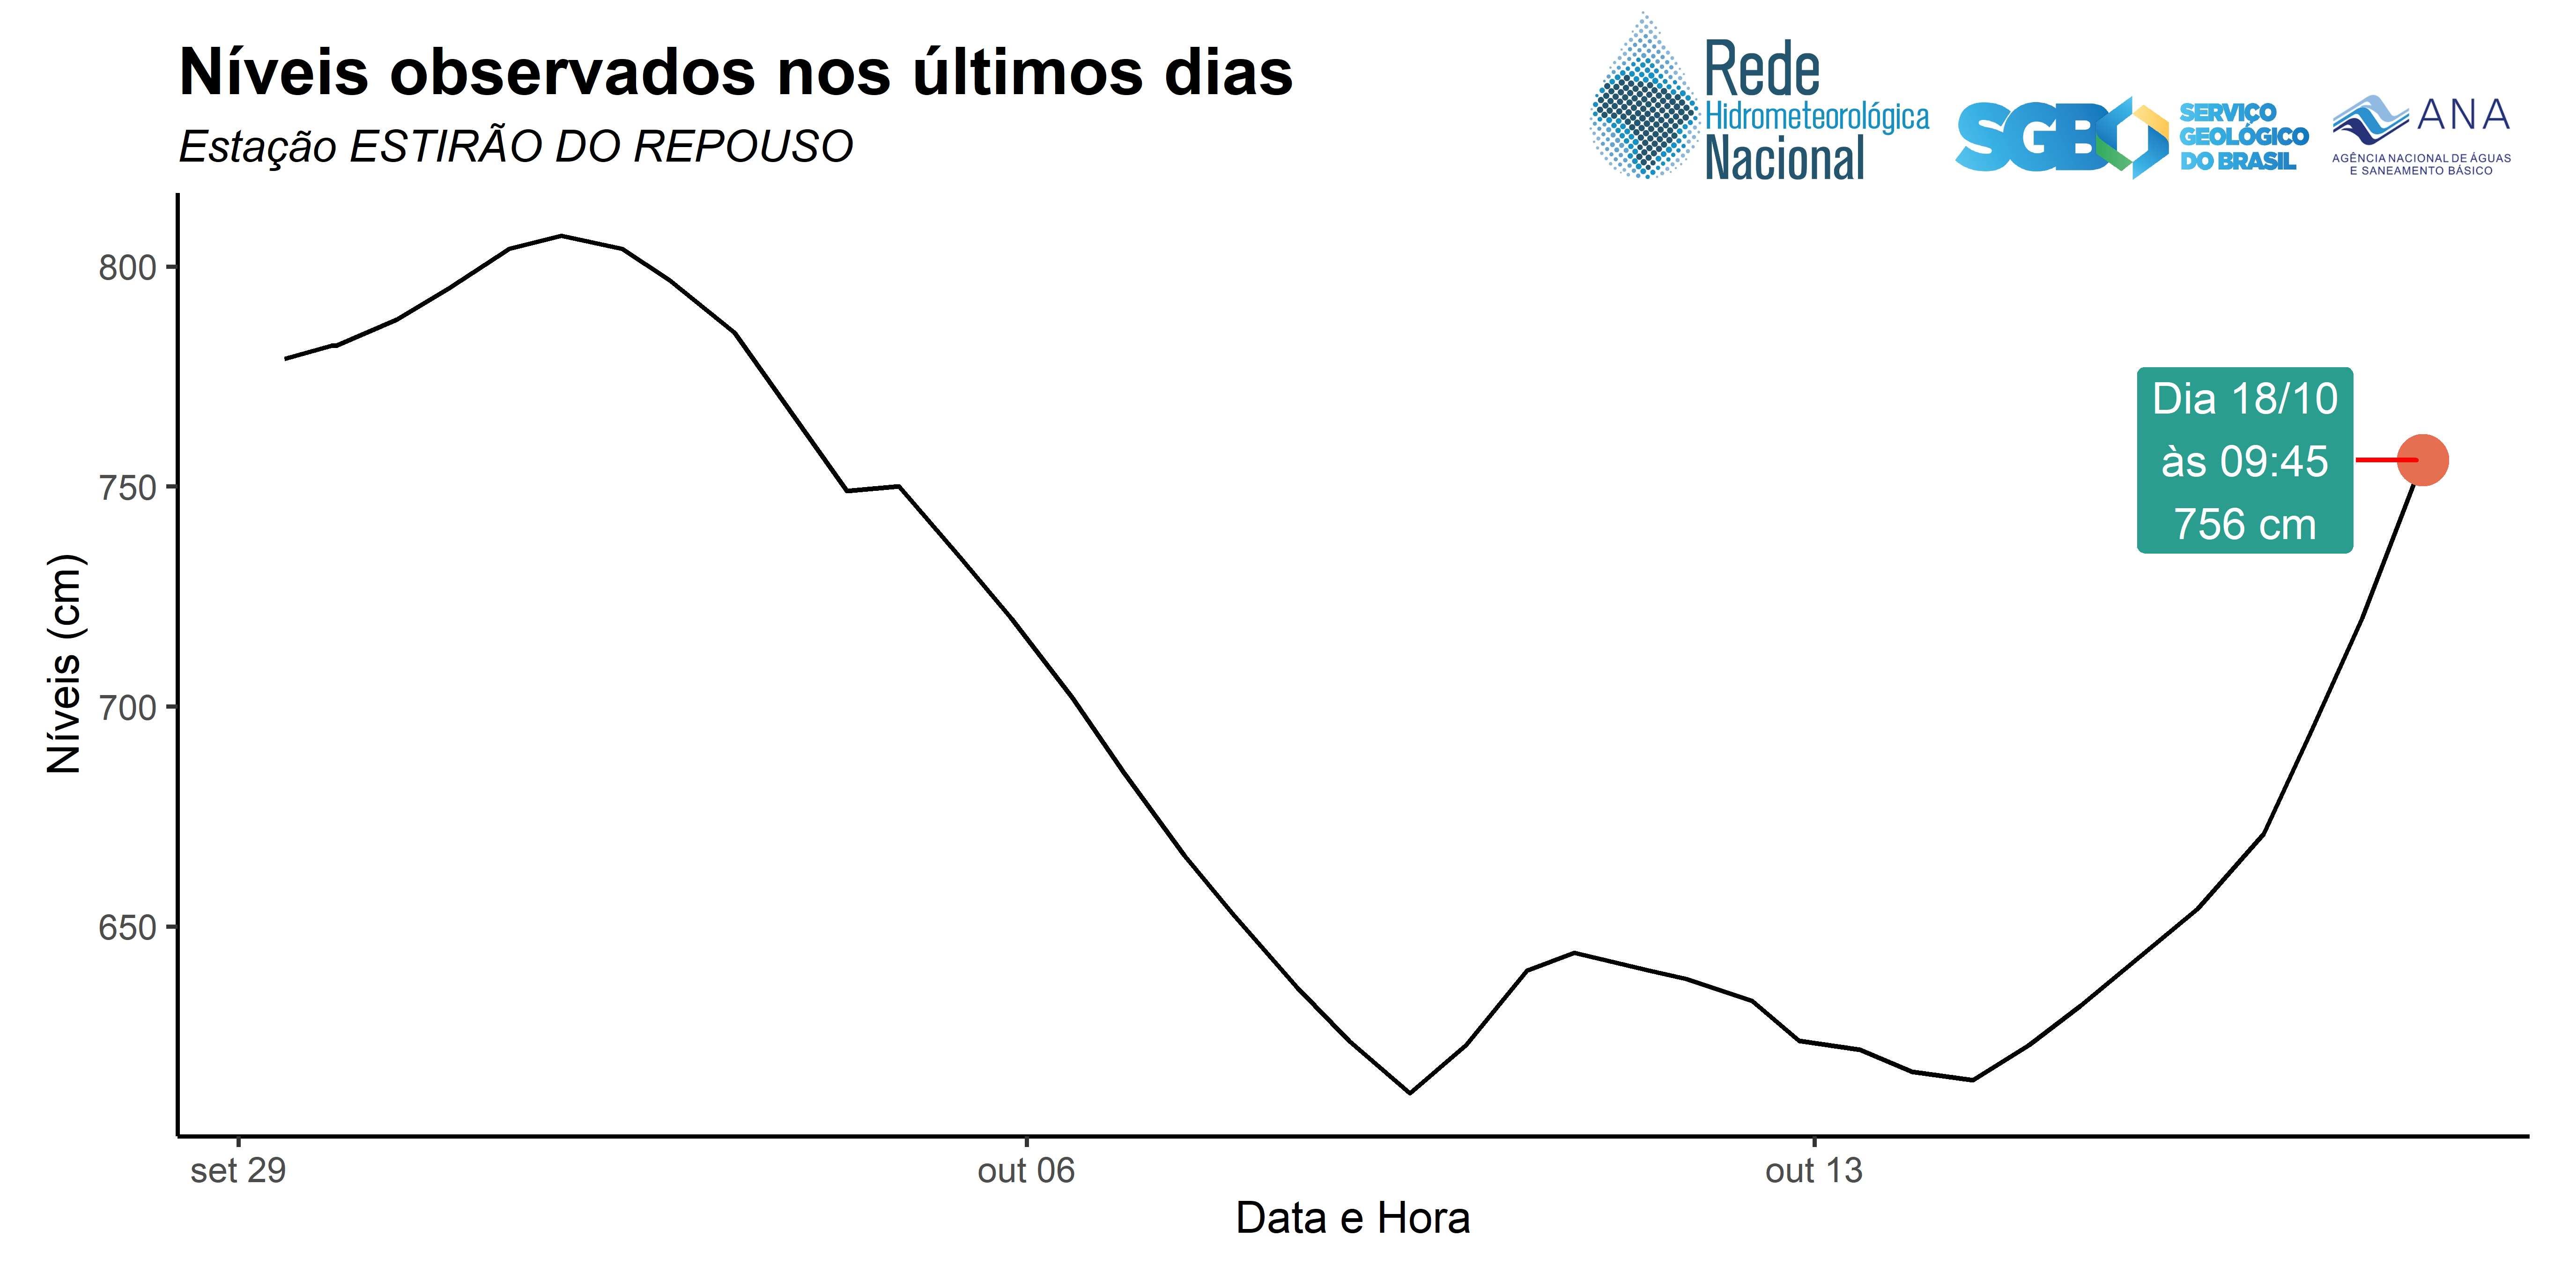 Níveis observados nos últimos dias
Estação ESTIRÃO DO REPOUSO
Rede
Hidrometeorológica
Nacional
SGB
SERVIÇO
GEOLÓGICO
DO BRASIL
ANA
AGÊNCIA NACIONAL DE ÁGUAS
E SANEAMENTO BÁSICO
800
750
700
650
Níveis (cm)
Dia 18/10
às 09:45
756 cm
set 29
out 06
out 13
Data e Hora